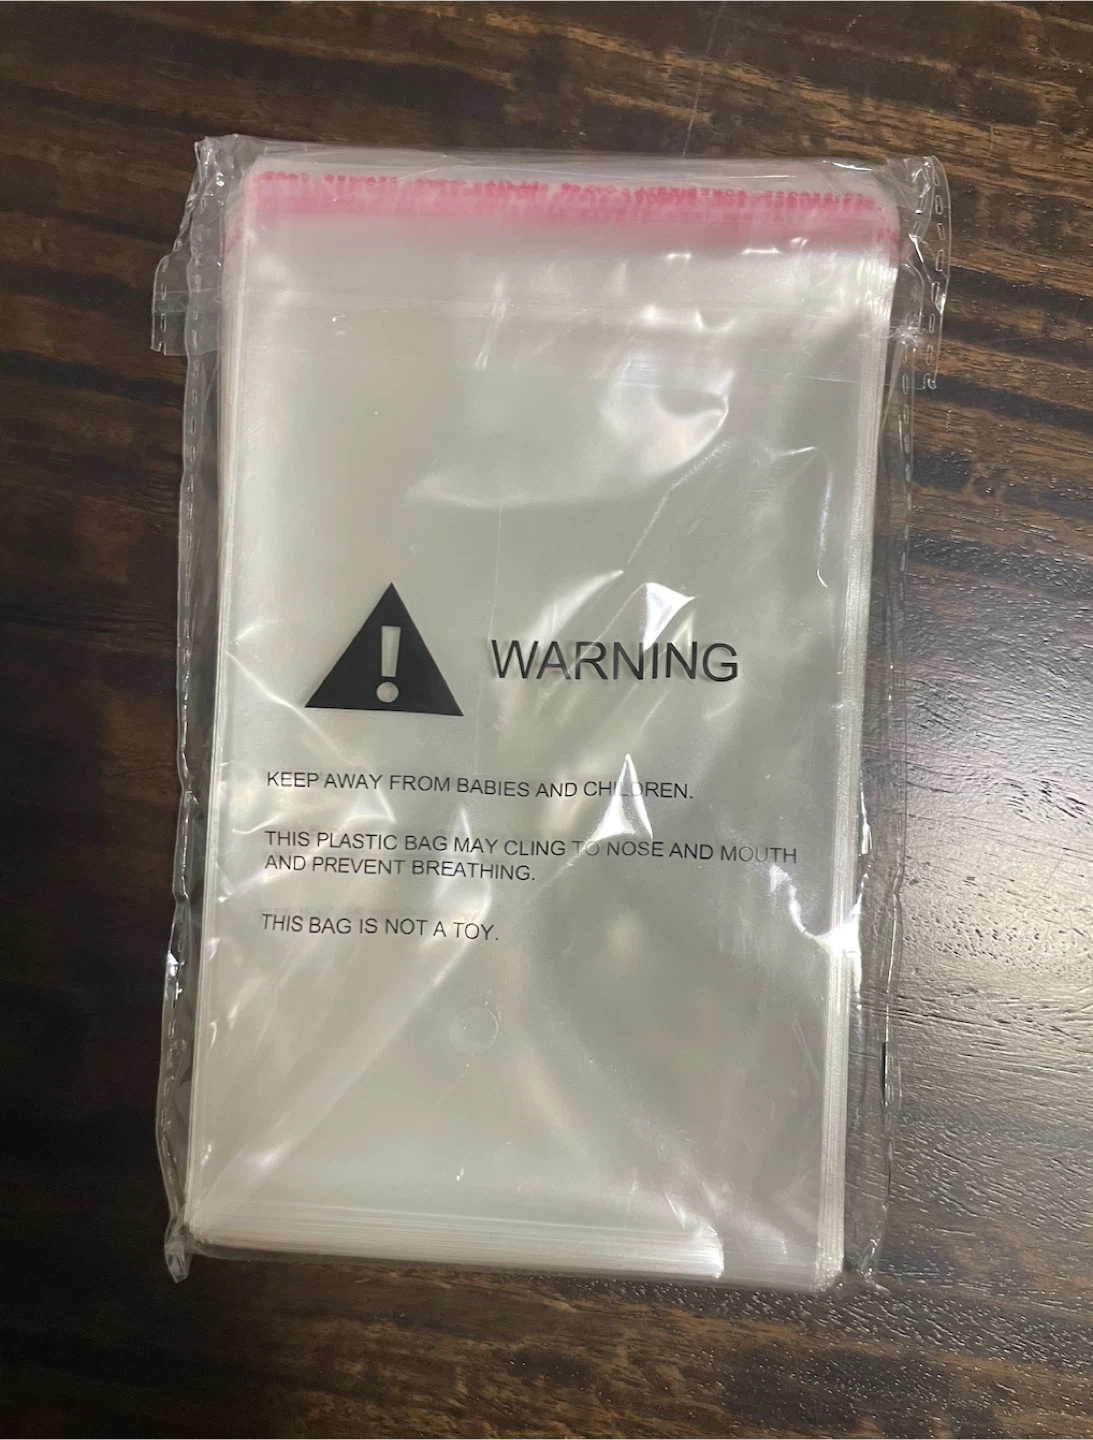 WARNING
KEEP AWAY FROM BABIES AND CHILDREN.
THIS PLASTIC BAG MAY CLING TO NOSE AND MOUTH
AND PREVENT BREATHING.
THIS BAG IS NOT A TOY.